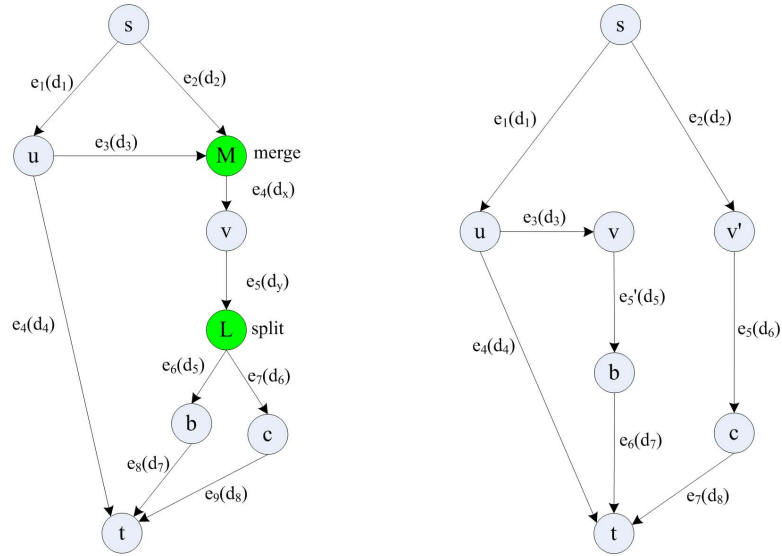 s
e₁(d₁)
e₂(d₂)
u
e₃(d₃)
M
merge
e₄(dₓ)
v
e₅(d_y)
e₄(d₄)
L
split
e₆(d₅)
e₇(d₆)
b
c
e₈(d₇)
e₉(d₈)
t
s
e₁(d₁)
e₂(d₂)
u
e₃(d₃)
v
v'
e₅'(d₅)
e₅(d₆)
e₄(d₄)
b
c
e₆(d₇)
e₇(d₈)
t